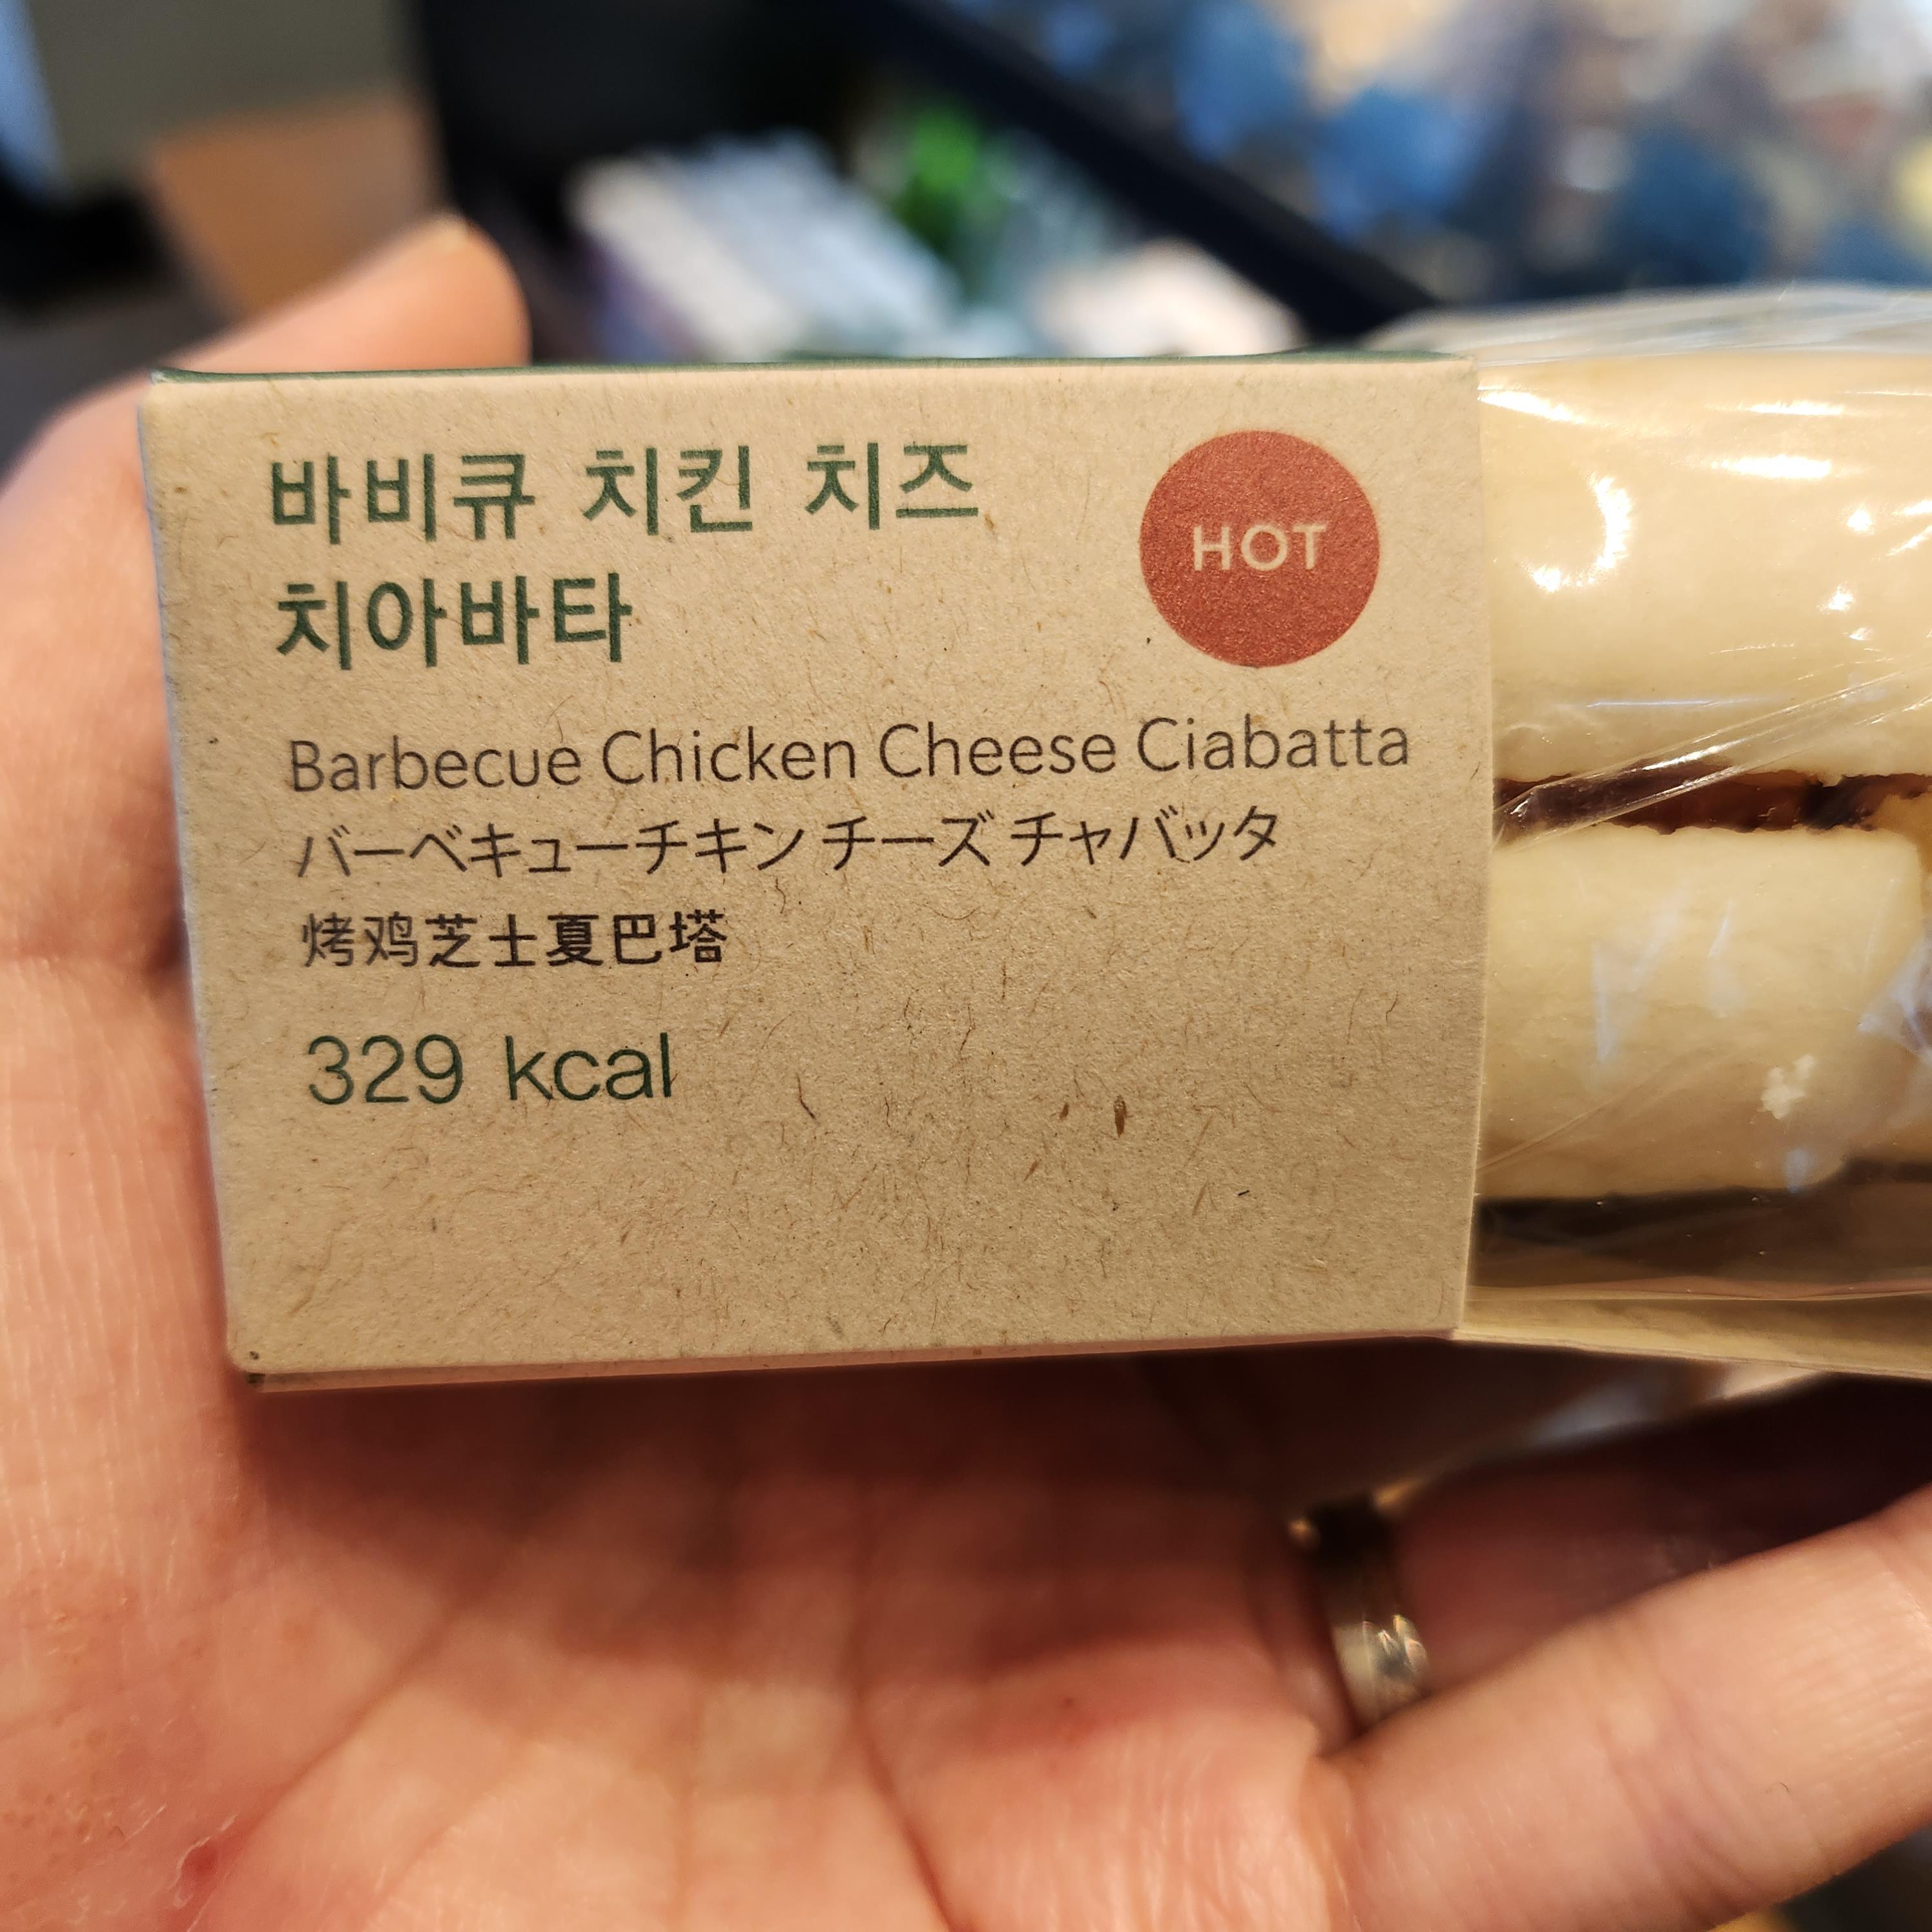 바비큐 치킨 치즈
치아바타
HOT
Barbecue Chicken Cheese Ciabatta
バーベキューチキン チーズ チャバッタ
烤鸡芝士夏巴塔
329 kcal